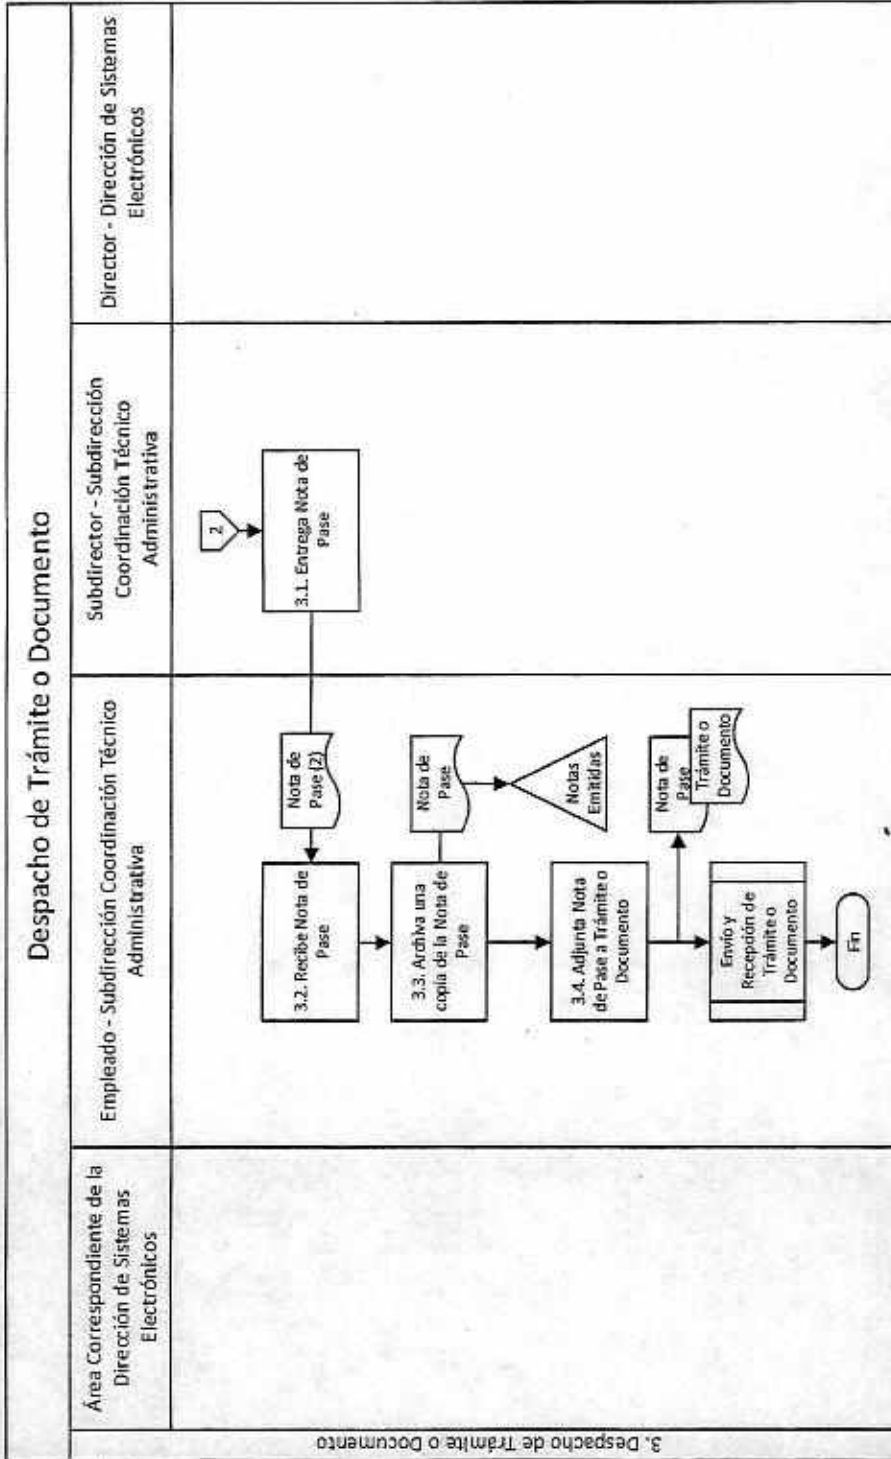 Despacho de Trámite o Documento
Área Correspondiente de la
Dirección de Sistemas
Electrónicos
Empleado - Subdirección Coordinación Técnico
Administrativa
Subdirector - Subdirección
Coordinación Técnico
Administrativa
Director - Dirección de Sistemas
Electrónicos
3. Despacho de Trámite o Documento
2
3.1. Entrega Nota de
Pase
Nota de
Pase (2)
3.2. Recibe Nota de
Pase
3.3. Archiva una
copia de la Nota de
Pase
Nota de
Pase
Notas
Emitidas
3.4. Adjunta Nota
de Pase a Trámite o
Documento
Nota de
Pase
Trámite o
Documento
Envío y
Recepción de
Trámite o
Documento
Fin